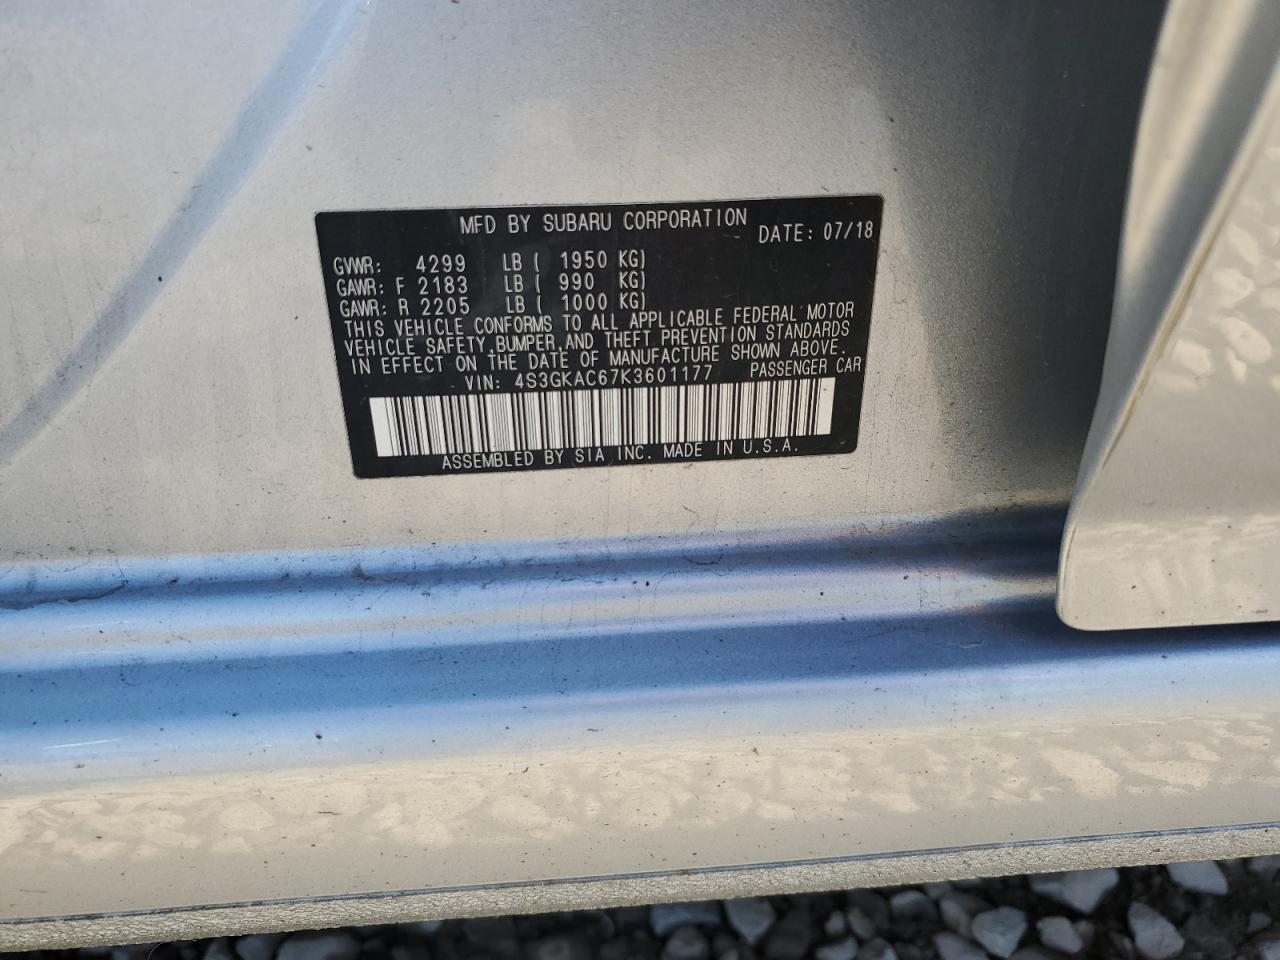 MFD BY SUBARU CORPORATION DATE: 07/18
GVWR: 4299 LB ( 1950 KG)
GAWR: F 2183 LB ( 990 KG)
GAWR: R 2205 LB ( 1000 KG)
THIS VEHICLE CONFORMS TO ALL APPLICABLE FEDERAL MOTOR
VEHICLE SAFETY,BUMPER,AND THEFT PREVENTION STANDARDS
IN EFFECT ON THE DATE OF MANUFACTURE SHOWN ABOVE.
VIN: 4S3GKAC67K3601177 PASSENGER CAR
ASSEMBLED BY SIA INC. MADE IN U.S.A.